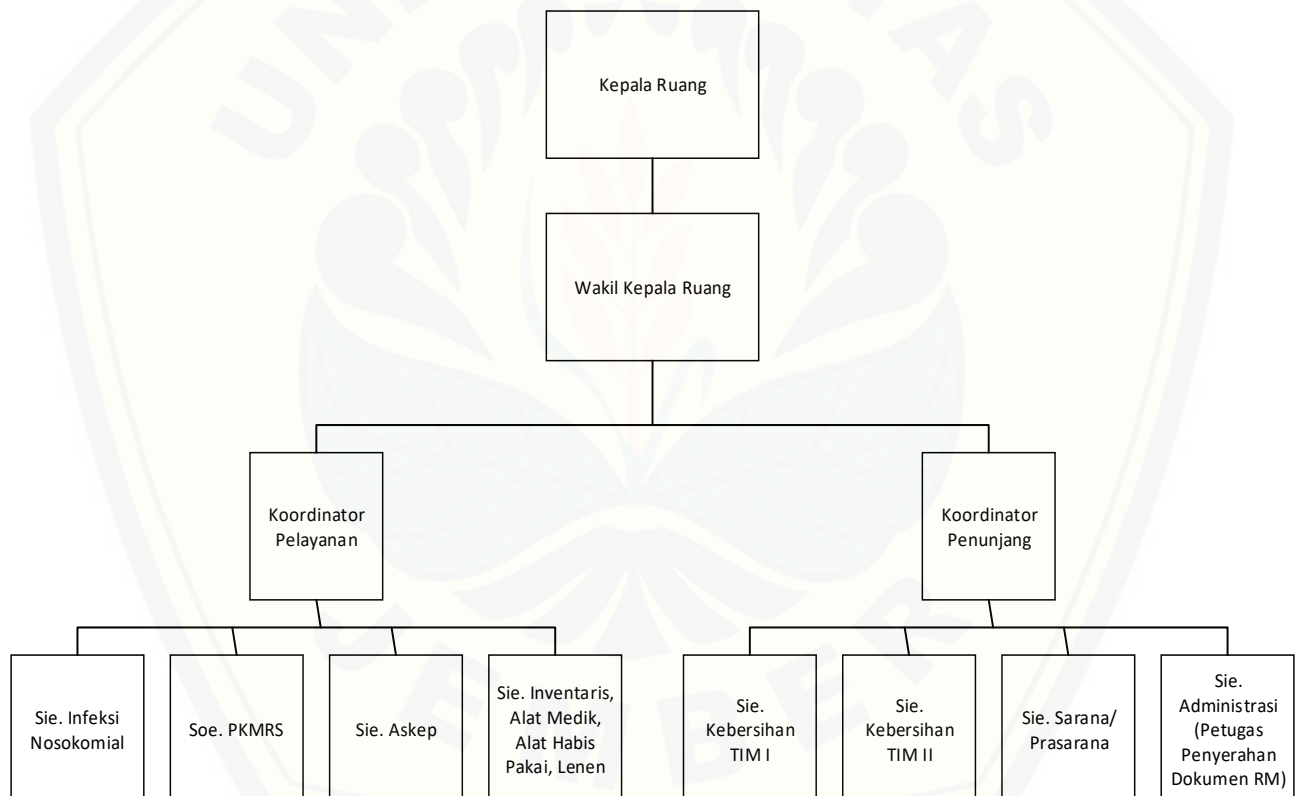 UNIVERSITAS
Kepala Ruang
Wakil Kepala Ruang
Koordinator
Pelayanan
Koordinator
Penunjang
Sie. Infeksi
Nosokomial
Soe. PKMRS
Sie. Askep
Sie. Inventaris,
Alat Medik,
Alat Habis
Pakai, Lenen
Sie.
Kebersihan
TIM I
Sie.
Kebersihan
TIM II
Sie. Sarana/
Prasarana
Sie.
Administrasi
(Petugas
Penyerahan
Dokumen RM)
JEMBER